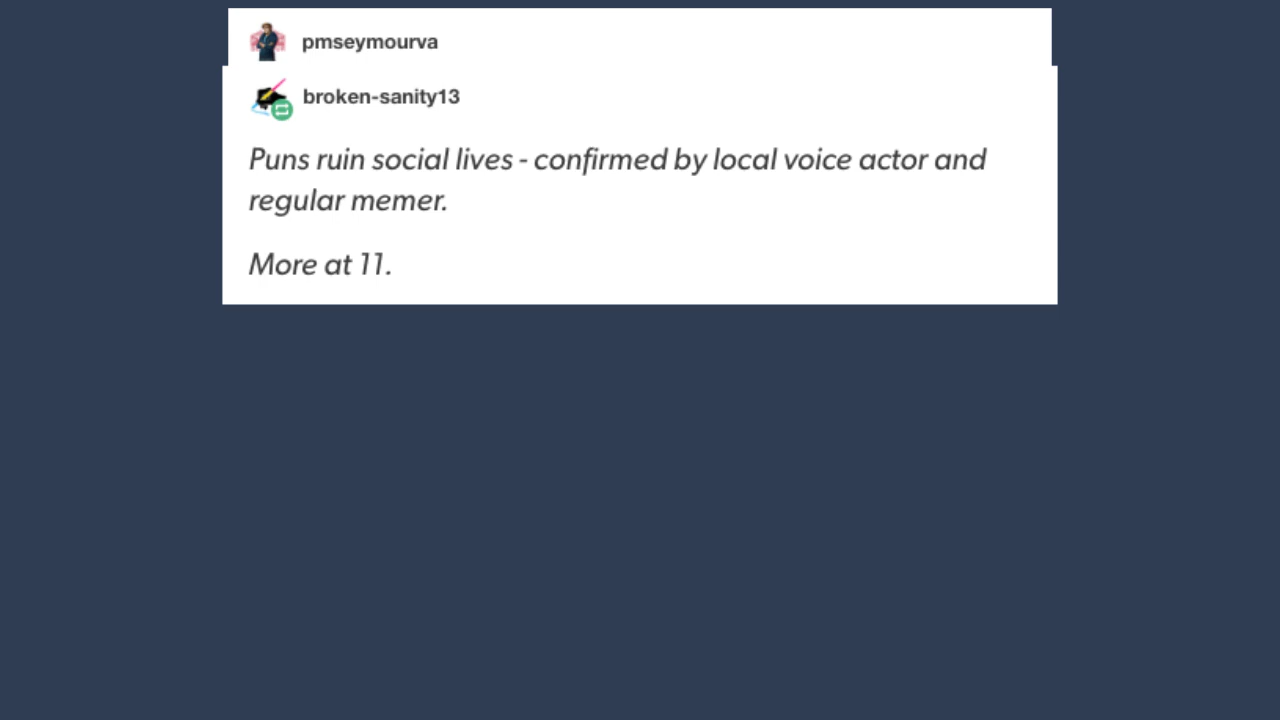 pmseymourva
broken-sanity13
Puns ruin social lives - confirmed by local voice actor and
regular memer.
More at 11.